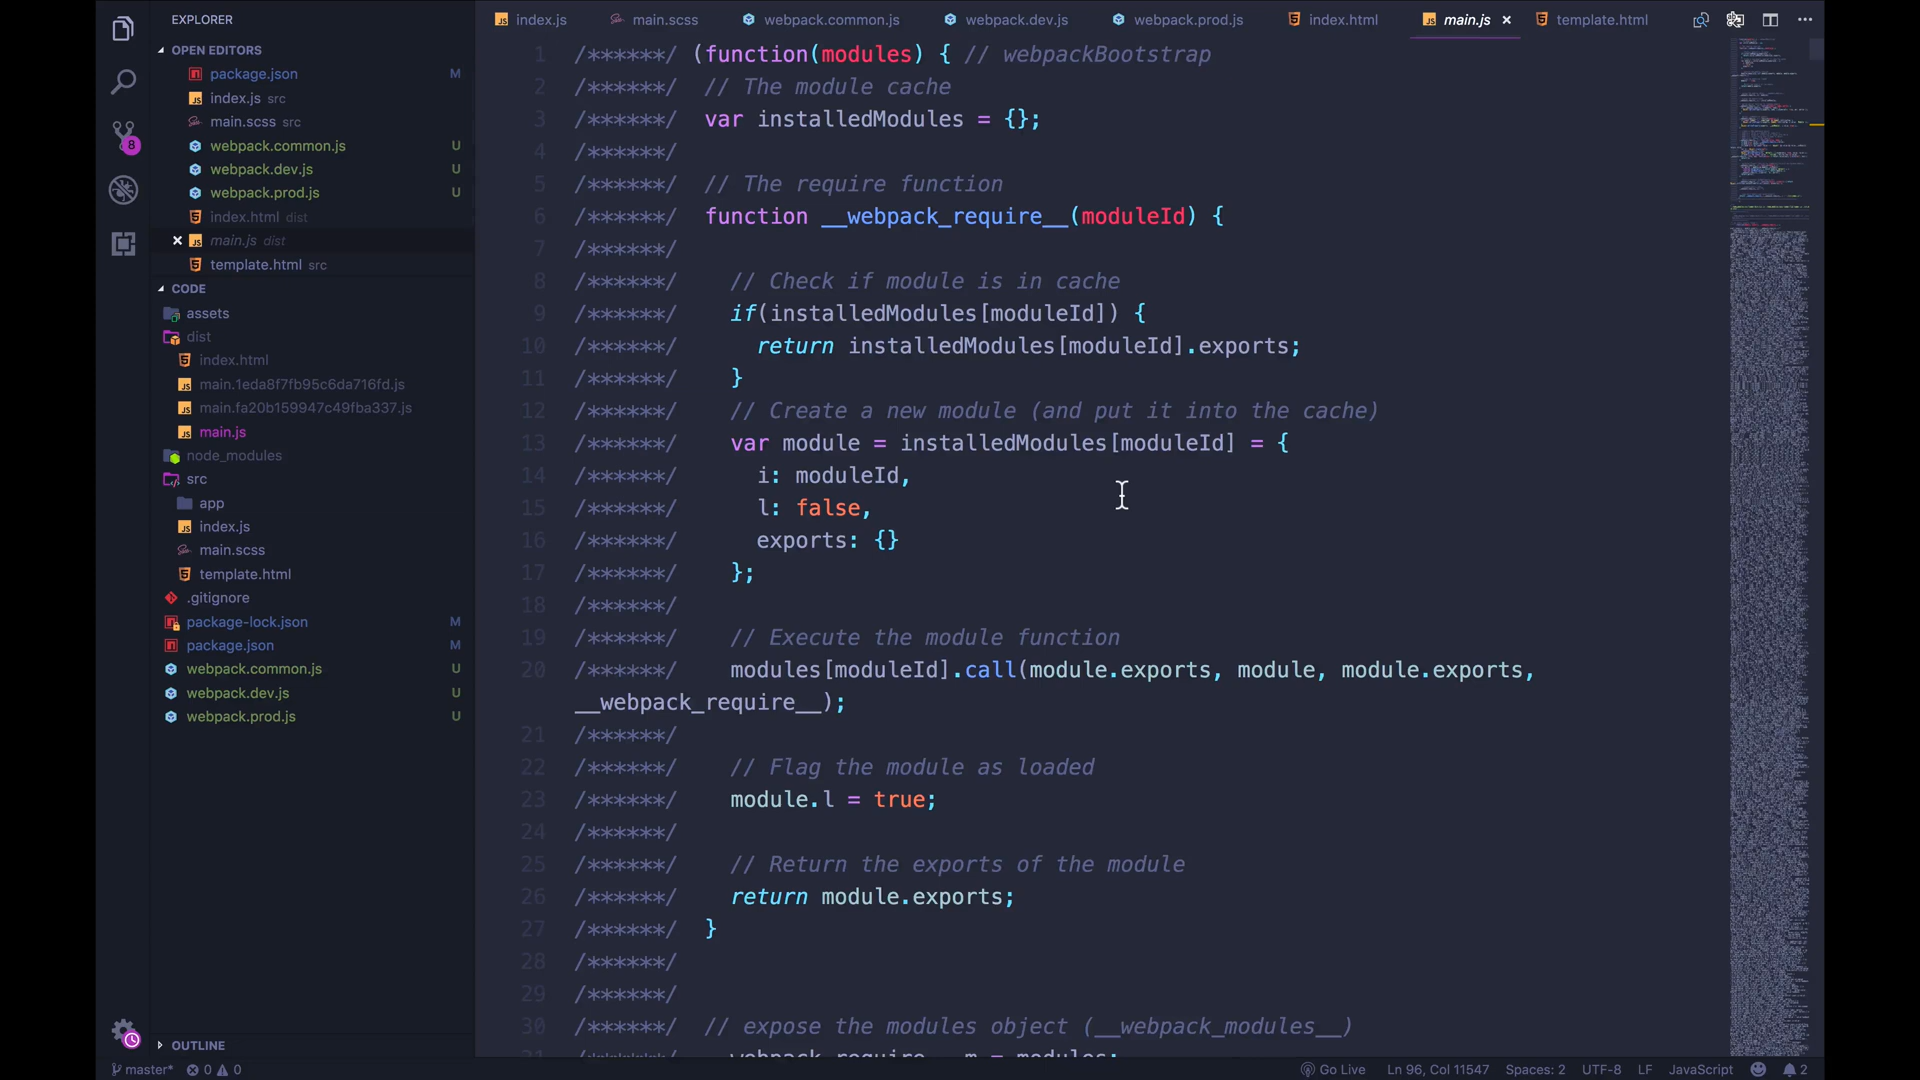 EXPLORER
OPEN EDITORS
package.json M
index.js src
main.scss src
webpack.common.js U
webpack.dev.js
webpack.prod.js U
index.html dist
main.js dist
template.html src
CODE
assets
dist
index.html
main.1eda8f7fb95c6da716fd.js
main.fa20b159947c49fba337.js
main.js
node_modules
src
app
index.js
main.scss
template.html
.gitignore
package-lock.json M
package.json M
webpack.common.js U
webpack.dev.js U
webpack.prod.js U
OUTLINE
8
index.js main.scss webpack.common.js webpack.dev.js webpack.prod.js index.html main.js template.html
1 /******/ (function(modules) { // webpackBootstrap
2 /******/ // The module cache
3 /******/ var installedModules = {};
4 /******/
5 /******/ // The require function
6 /******/ function __webpack_require__(moduleId) {
7 /******/
8 /******/ // Check if module is in cache
9 /******/ if(installedModules[moduleId]) {
10 /******/ return installedModules[moduleId].exports;
11 /******/ }
12 /******/ // Create a new module (and put it into the cache)
13 /******/ var module = installedModules[moduleId] = {
14 /******/ i: moduleId,
15 /******/ l: false,
16 /******/ exports: {}
17 /******/ };
18 /******/
19 /******/ // Execute the module function
20 /******/ modules[moduleId].call(module.exports, module, module.exports,
__webpack_require__);
21 /******/
22 /******/ // Flag the module as loaded
23 /******/ module.l = true;
24 /******/
25 /******/ // Return the exports of the module
26 /******/ return module.exports;
27 /******/ }
28 /******/
29 /******/
30 /******/ // expose the modules object (__webpack_modules__)
master* 0 0 Go Live Ln 96, Col 11547 Spaces: 2 UTF-8 LF JavaScript 2